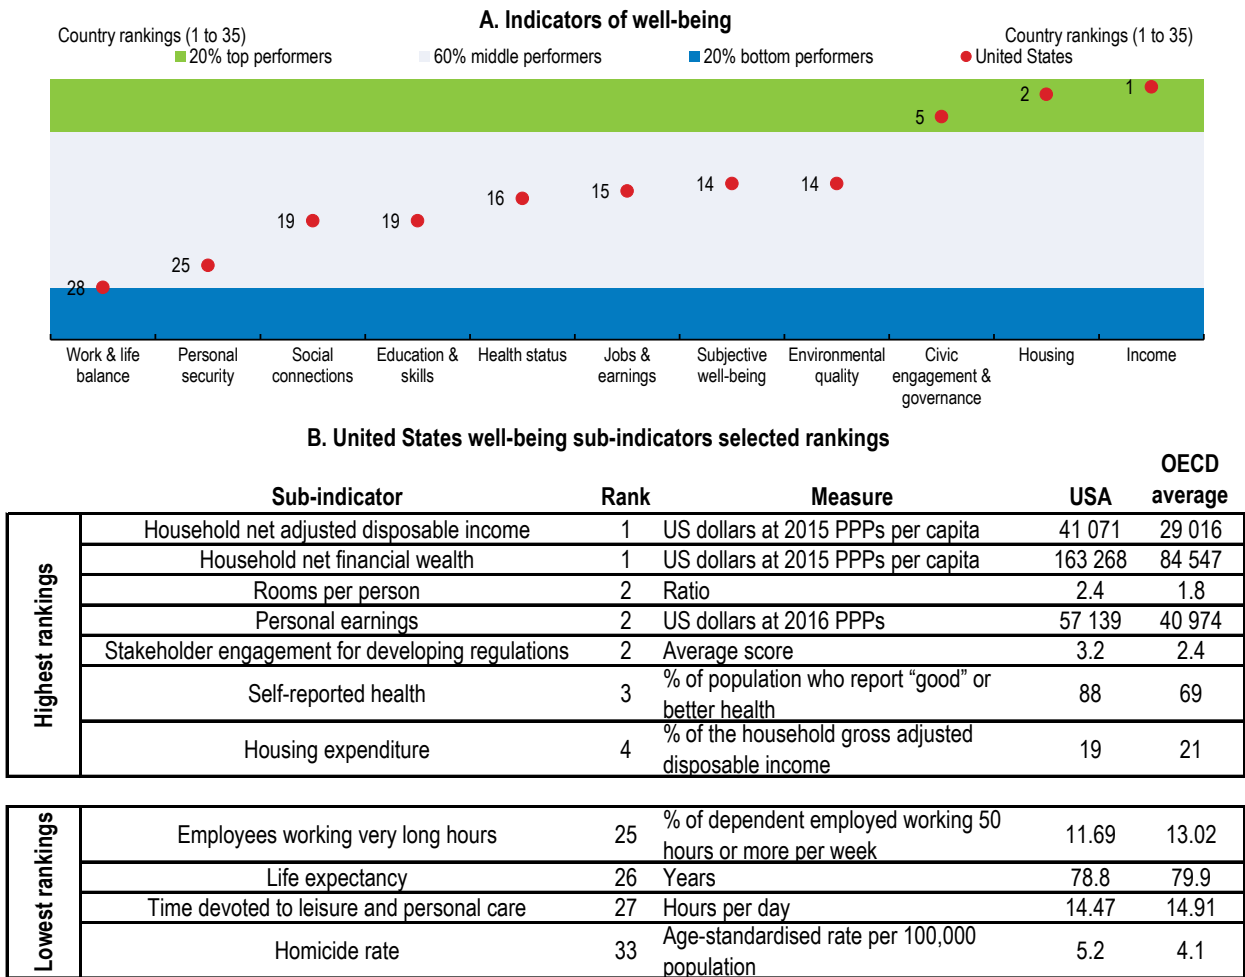 A. Indicators of well-being
Country rankings (1 to 35) Country rankings (1 to 35)
20% top performers 60% middle performers 20% bottom performers United States
28 25 19 19 16 15 14 14 5 2 1
Work & life balance
Personal security
Social connections
Education & skills
Health status
Jobs & earnings
Subjective well-being
Environmental quality
Civic engagement & governance
Housing
Income
B. United States well-being sub-indicators selected rankings
Sub-indicator Rank Measure USA OECD average
Highest rankings
Household net adjusted disposable income 1 US dollars at 2015 PPPs per capita 41 071 29 016
Household net financial wealth 1 US dollars at 2015 PPPs per capita 163 268 84 547
Rooms per person 2 Ratio 2.4 1.8
Personal earnings 2 US dollars at 2016 PPPs 57 139 40 974
Stakeholder engagement for developing regulations 2 Average score 3.2 2.4
Self-reported health 3 % of population who report “good” or better health 88 69
Housing expenditure 4 % of the household gross adjusted disposable income 19 21
Lowest rankings
Employees working very long hours 25 % of dependent employed working 50 hours or more per week 11.69 13.02
Life expectancy 26 Years 78.8 79.9
Time devoted to leisure and personal care 27 Hours per day 14.47 14.91
Homicide rate 33 Age-standardised rate per 100,000 population 5.2 4.1